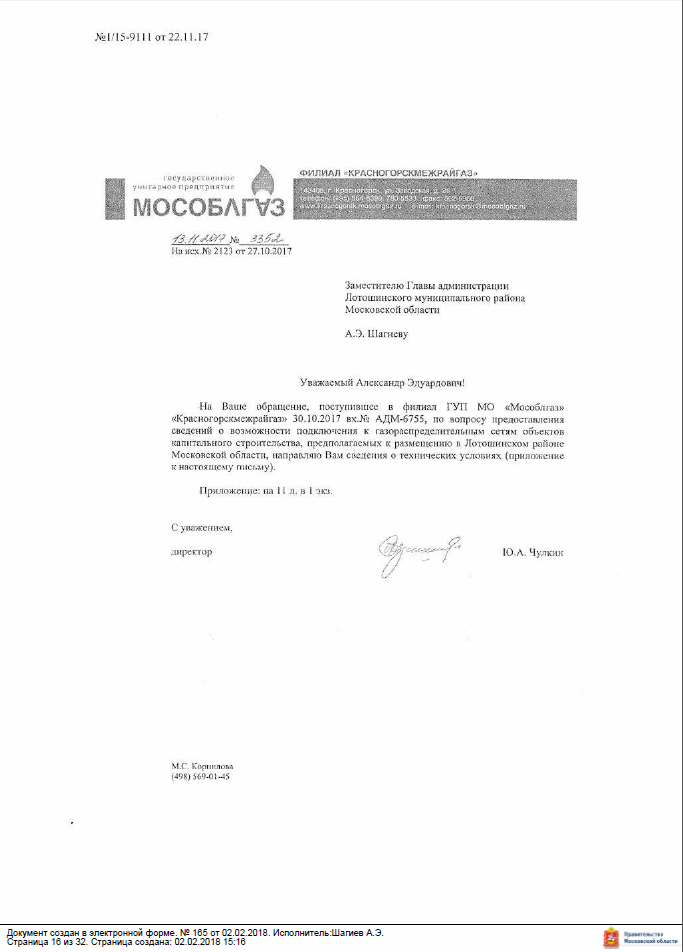 №1/15-9111 от 22.11.17
государственное
унитарное предприятие
МОСОБЛГАЗ
ФИЛИАЛ «КРАСНОГОРСКМЕЖРАЙГАЗ»
г. Красногорск, ул. Заводская, д.
13.11.2017 № 3352
На исх.№ 2123 от 27.10.2017
Заместителю Главы администрации
Лотошинского муниципального района
Московской области
А.Э. Шагиеву
Уважаемый Александр Эдуардович!
На Ваше обращение, поступившее в филиал ГУП МО «Мособлгаз»
«Красногорскмежрайгаз» 30.10.2017 вх.№ АДМ-6755, по вопросу предоставления
сведений о возможности подключения к газораспределительным сетям объектов
капитального строительства, предполагаемых к размещению в Лотошинском районе
Московской области, направляю Вам сведения о технических условиях (приложение
к настоящему письму).
Приложение: на 11 л. в 1 экз.
С уважением,
директор
Ю.А. Чулкин
М.С. Корнилова
(498) 569-01-45
Документ создан в электронной форме. № 165 от 02.02.2018. Исполнитель:Шагиев А.Э.
Страница 16 из 32. Страница создана: 02.02.2018 15:16
Правительство
Московской области